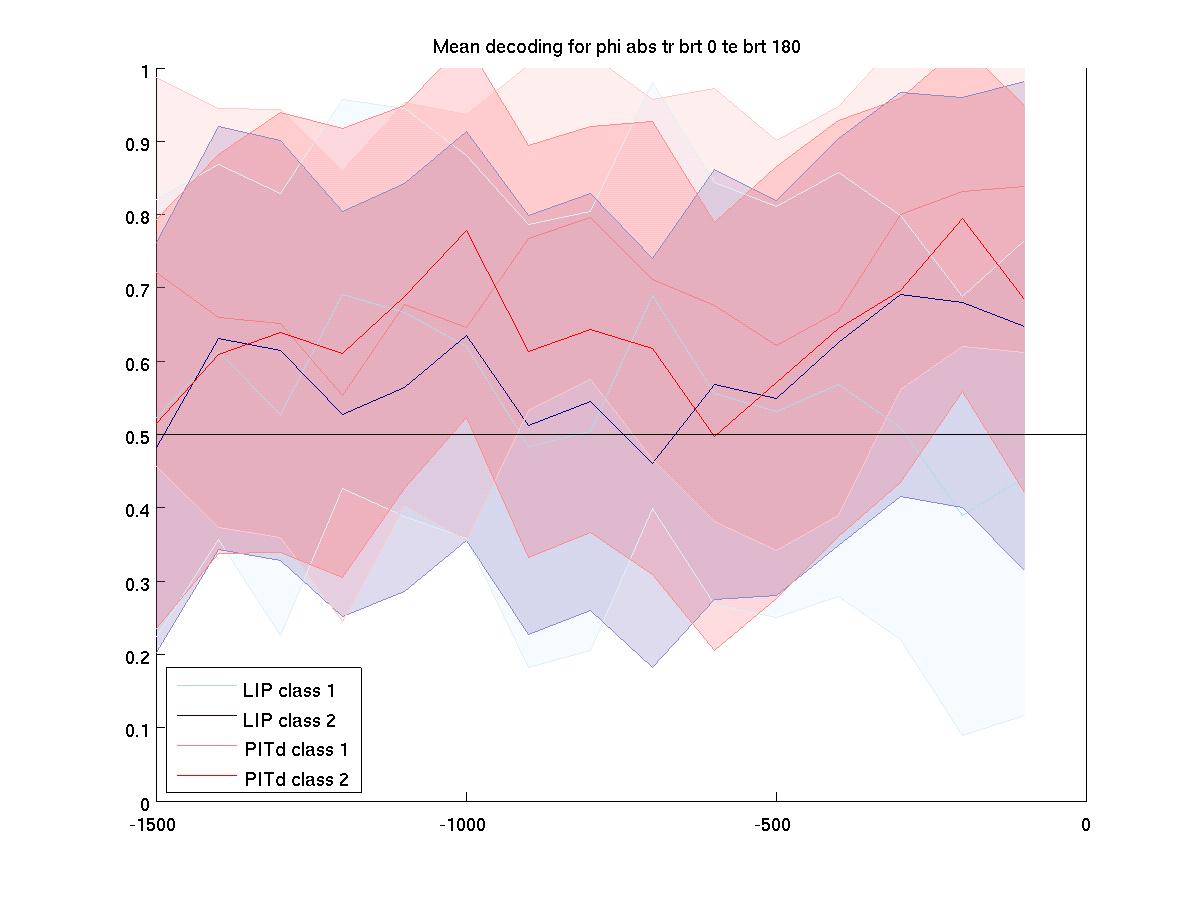 Mean decoding for phi abs tr brt 0 te brt 180
1
0.9
0.8
0.7
0.6
0.5
0.4
0.3
0.2
0.1
0
LIP class 1
LIP class 2
PITd class 1
PITd class 2
-1500 -1000 -500 0